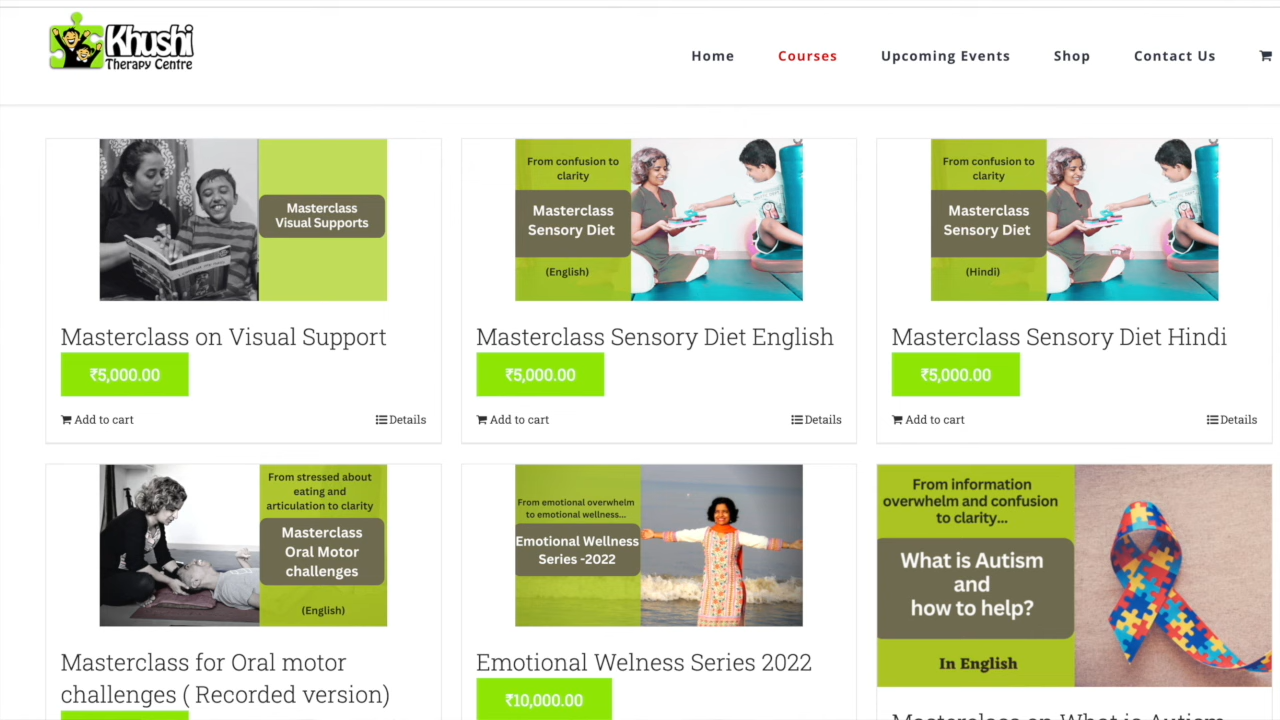 Khushi
Therapy Centre
Home
Courses
Upcoming Events
Shop
Contact Us
Masterclass
Visual Supports
Masterclass on Visual Support
₹5,000.00
Add to cart
Details
From confusion to
clarity
Masterclass
Sensory Diet
(English)
Masterclass Sensory Diet English
₹5,000.00
Add to cart
Details
From confusion to
clarity
Masterclass
Sensory Diet
(Hindi)
Masterclass Sensory Diet Hindi
₹5,000.00
Add to cart
Details
From stressed about
eating and
articulation to clarity
Masterclass
Oral Motor
challenges
(English)
Masterclass for Oral motor
challenges ( Recorded version)
From emotional overwhelm
to emotional wellness...
Emotional Wellness
Series -2022
Emotional Welness Series 2022
₹10,000.00
From information
overwhelm and confusion
to clarity...
What is Autism
and
how to help?
In English
Masterclass on What is Autism